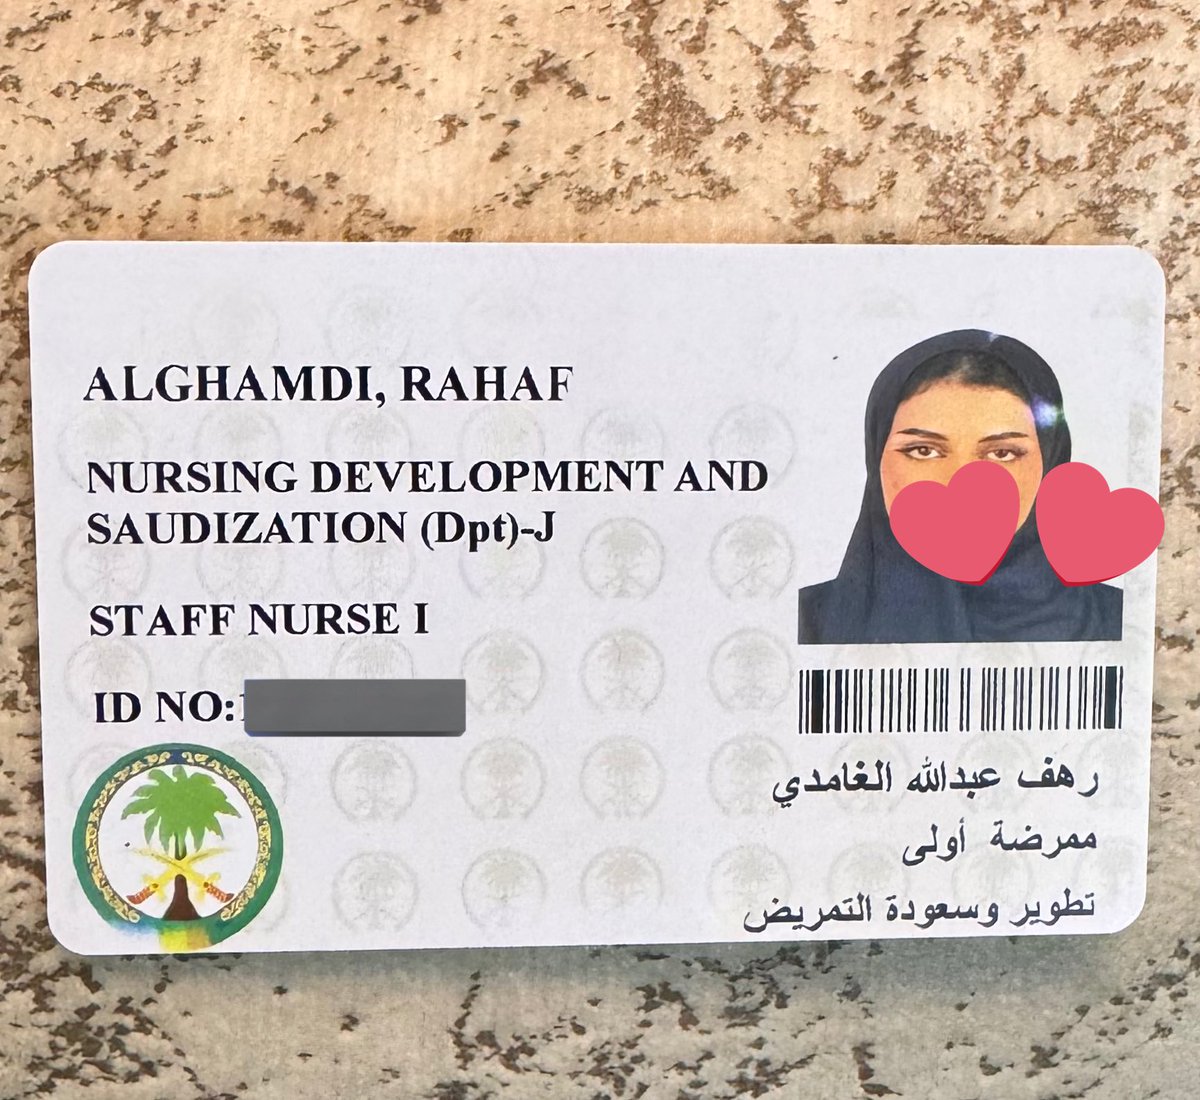 ALGHAMDI, RAHAF
NURSING DEVELOPMENT AND
SAUDIZATION (Dpt)-J
STAFF NURSE I
ID NO:
رهف عبدالله الغامدي
ممرضة أولى
تطوير وسعودة التمريض